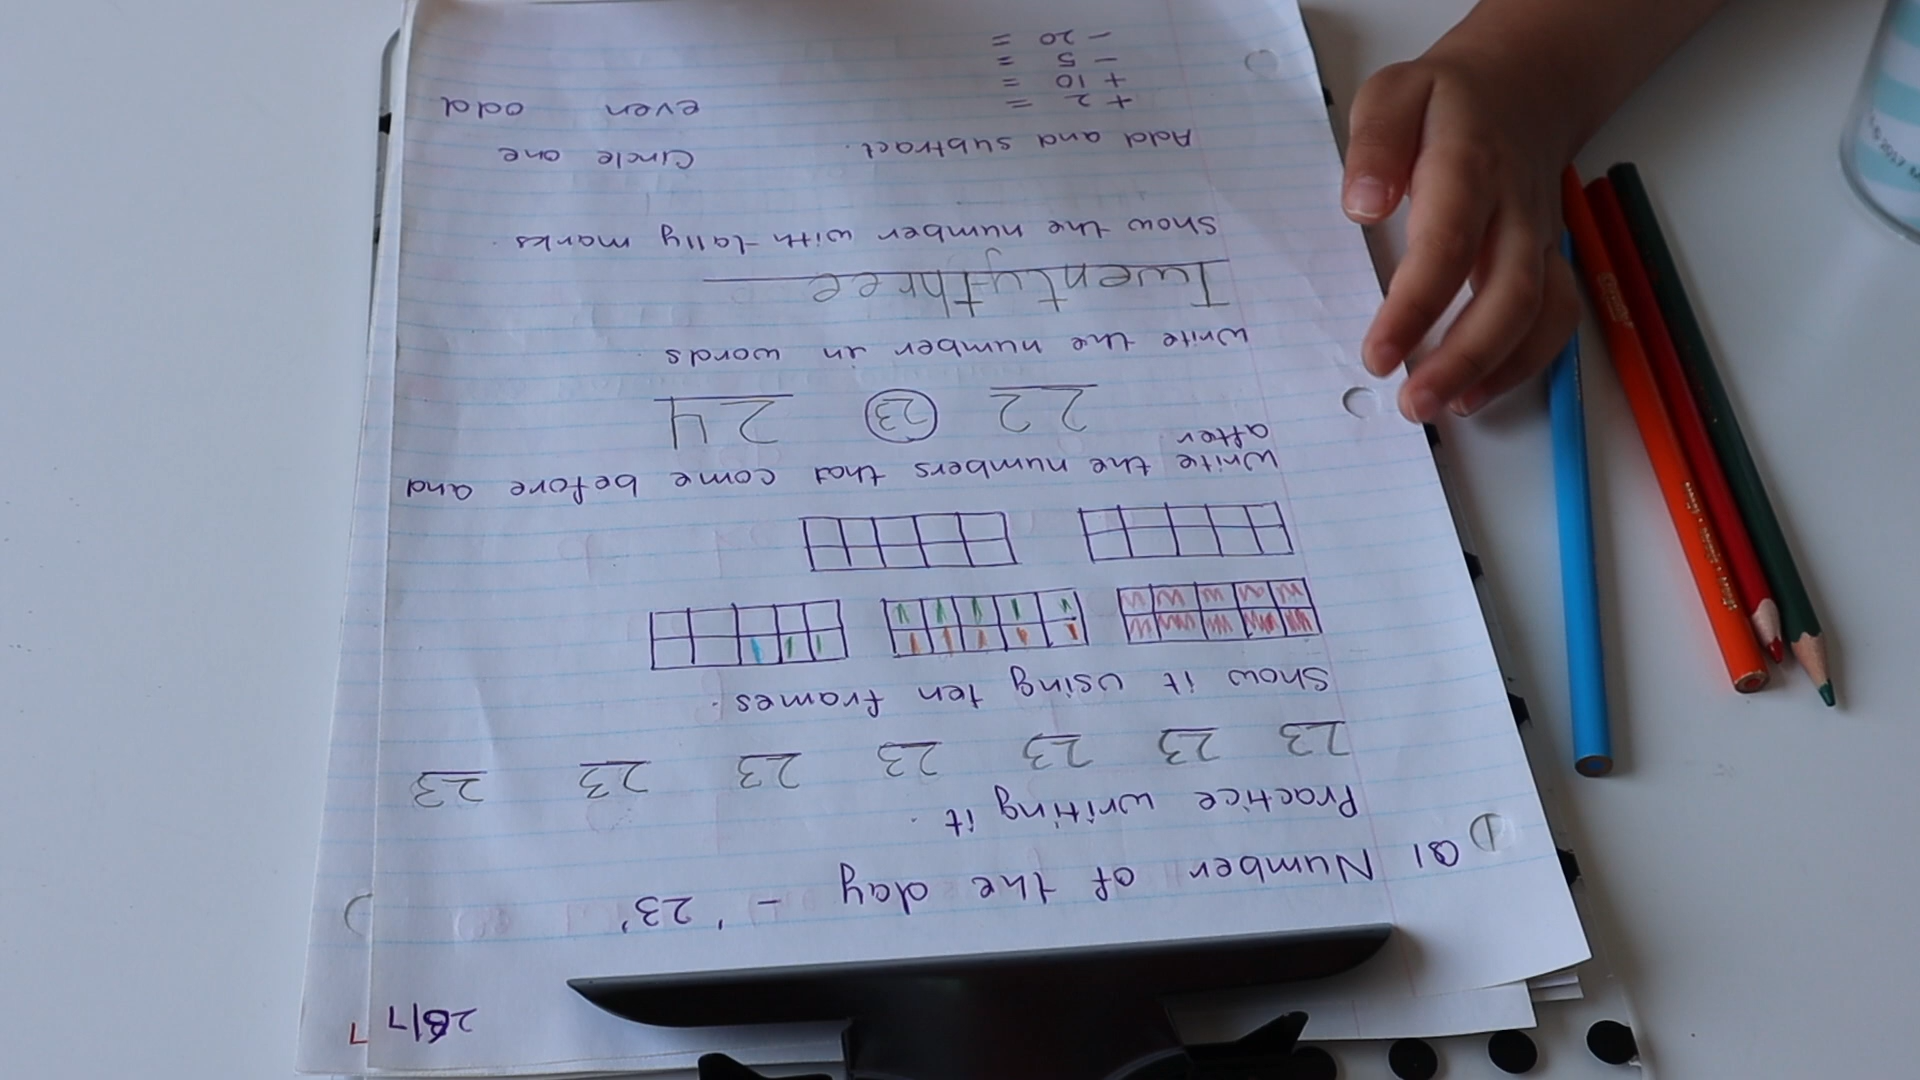 28/7
7
Q1 Number of the day - '23'
Practice writing it.
23 23 23 23 23 23 23
Show it using ten frames.
Write the numbers that come before and
after
22 23 24
Write the number in words
Twentythree
Show the number with tally marks.
Add and subtract. Circle one
+ 2 = even odd
+ 10 =
- 5 =
- 20 =